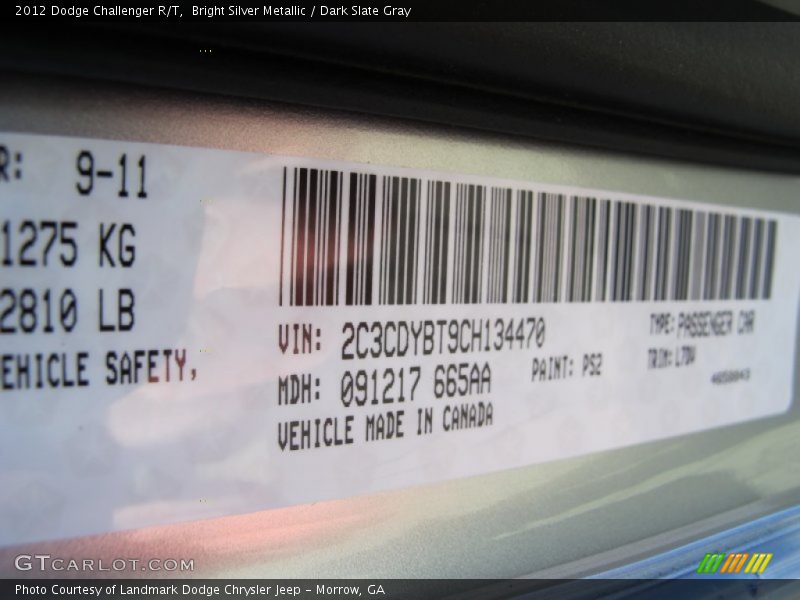 2012 Dodge Challenger R/T, Bright Silver Metallic / Dark Slate Gray
R: 9-11
1275 KG
2810 LB
EHICLE SAFETY,
VIN: 2C3CDYBT9CH134470
TYPE: PASSENGER CAR
MDH: 091217 665AA
PAINT: PS2
TRIM: L7DV
VEHICLE MADE IN CANADA
GTCARLOT.COM
Photo Courtesy of Landmark Dodge Chrysler Jeep - Morrow, GA